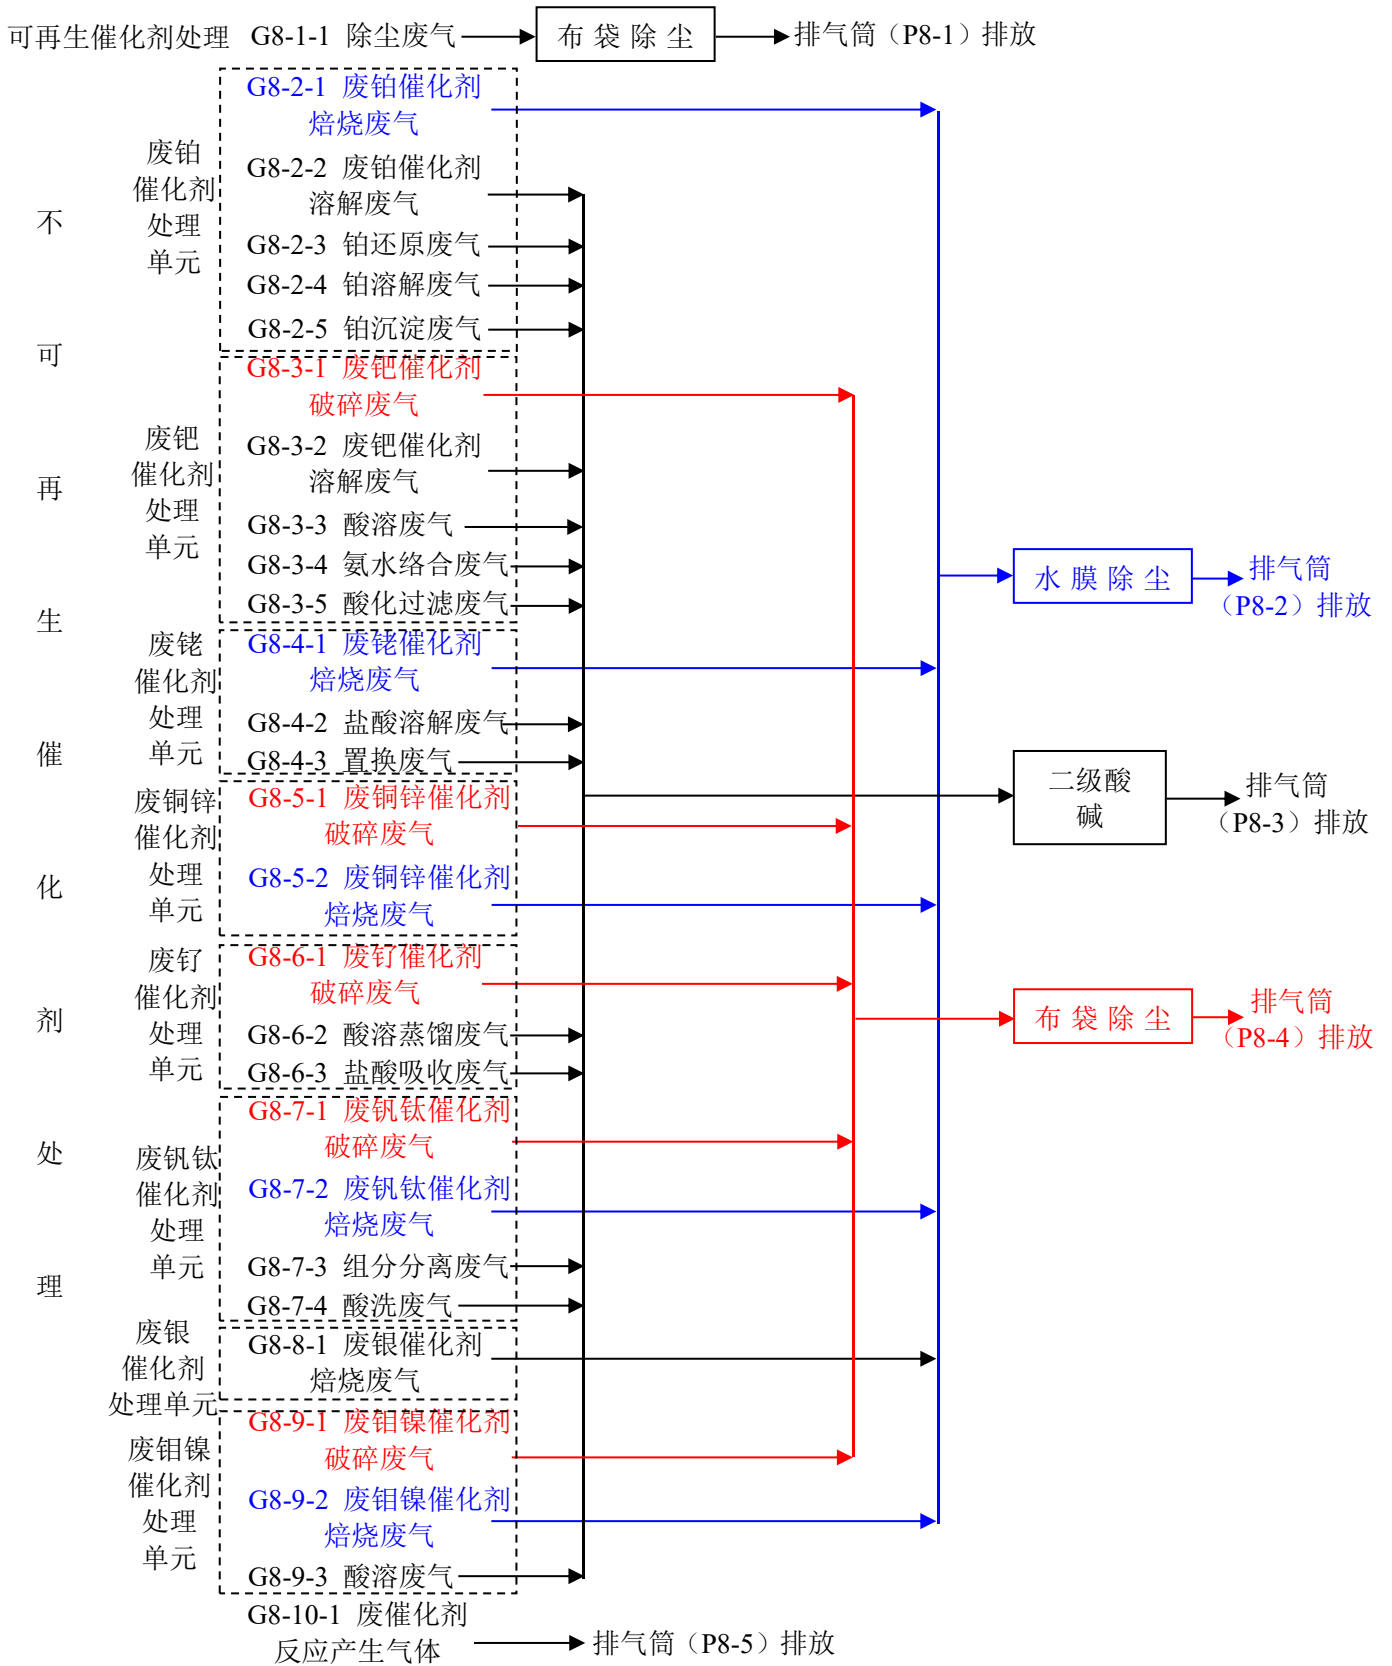 可再生催化剂处理 G8-1-1 除尘废气 布袋除尘 排气筒（P8-1）排放
不可再生催化剂处理
废铂
催化剂
处理
单元
G8-2-1 废铂催化剂
焙烧废气
G8-2-2 废铂催化剂
溶解废气
G8-2-3 铂还原废气
G8-2-4 铂溶解废气
G8-2-5 铂沉淀废气
废钯
催化剂
处理
单元
G8-3-1 废钯催化剂
破碎废气
G8-3-2 废钯催化剂
溶解废气
G8-3-3 酸溶废气
G8-3-4 氨水络合废气
G8-3-5 酸化过滤废气
废铑
催化剂
处理
单元
G8-4-1 废铑催化剂
焙烧废气
G8-4-2 盐酸溶解废气
G8-4-3 置换废气
废铜锌
催化剂
处理
单元
G8-5-1 废铜锌催化剂
破碎废气
G8-5-2 废铜锌催化剂
焙烧废气
废钌
催化剂
处理
单元
G8-6-1 废钌催化剂
破碎废气
G8-6-2 酸溶蒸馏废气
G8-6-3 盐酸吸收废气
废钒钛
催化剂
处理
单元
G8-7-1 废钒钛催化剂
破碎废气
G8-7-2 废钒钛催化剂
焙烧废气
G8-7-3 组分分离废气
G8-7-4 酸洗废气
废银
催化剂
处理单元
G8-8-1 废银催化剂
焙烧废气
废钼镍
催化剂
处理
单元
G8-9-1 废钼镍催化剂
破碎废气
G8-9-2 废钼镍催化剂
焙烧废气
G8-9-3 酸溶废气
G8-10-1 废催化剂
反应产生气体
排气筒（P8-5）排放
水膜除尘
排气筒
（P8-2）排放
二级酸
碱
排气筒
（P8-3）排放
布袋除尘
排气筒
（P8-4）排放